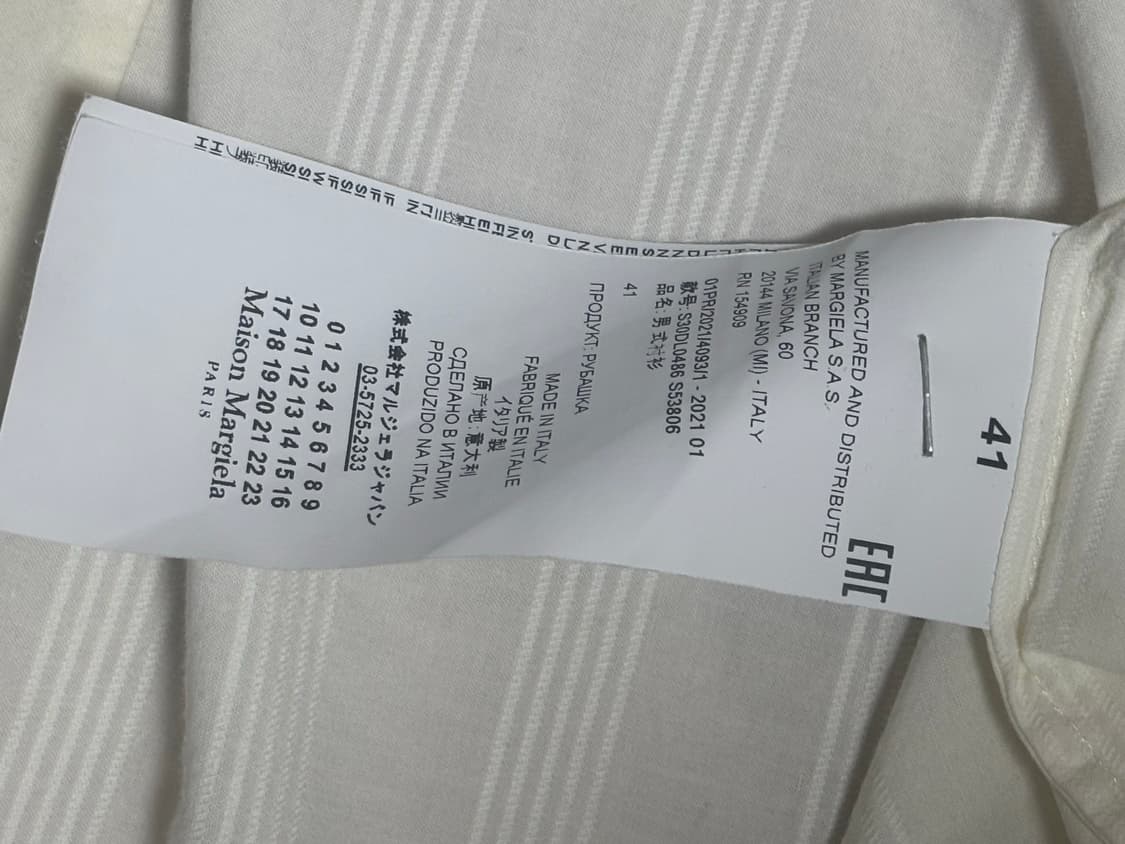 41
EAC
MANUFACTURED AND DISTRIBUTED
BY MARGIELA S.A.S.
ITALIAN BRANCH
VIA SAVONA, 60
20144 MILANO (MI) - ITALY
RN 154909
01PRI/2021/4093/1 - 2021 01
款号: S30DL0486 S53806
品名: 男式衬衫
41
ПРОДУКТ: РУБАШКА
MADE IN ITALY
FABRIQUÉ EN ITALIE
イタリア製
原产地: 意大利
СДЕЛАНО В ИТАЛИИ
PRODUZIDO NA ITALIA
株式会社マルジェラジャパン
03-5725-2333
0 1 2 3 4 5 6 7 8 9
10 11 12 13 14 15 16
17 18 19 20 21 22 23
Maison Margiela
PARIS